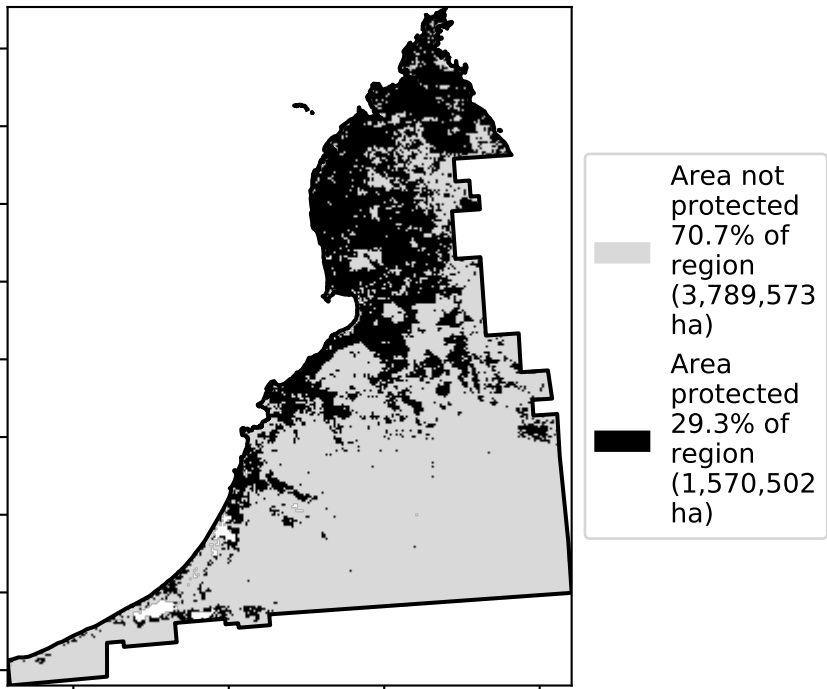 Area not
protected
70.7% of
region
(3,789,573
ha)
Area
protected
29.3% of
region
(1,570,502
ha)